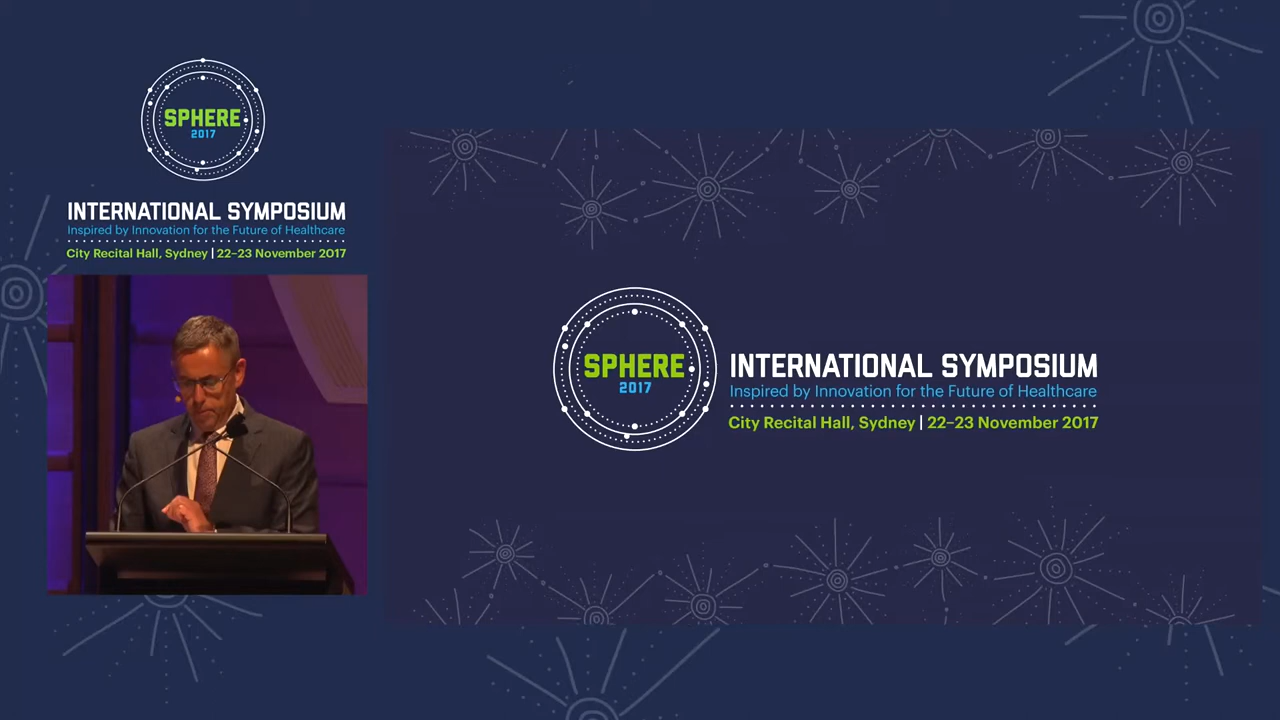 SPHERE
2017
INTERNATIONAL SYMPOSIUM
Inspired by Innovation for the Future of Healthcare
City Recital Hall, Sydney | 22–23 November 2017
SPHERE
2017
INTERNATIONAL SYMPOSIUM
Inspired by Innovation for the Future of Healthcare
City Recital Hall, Sydney | 22–23 November 2017